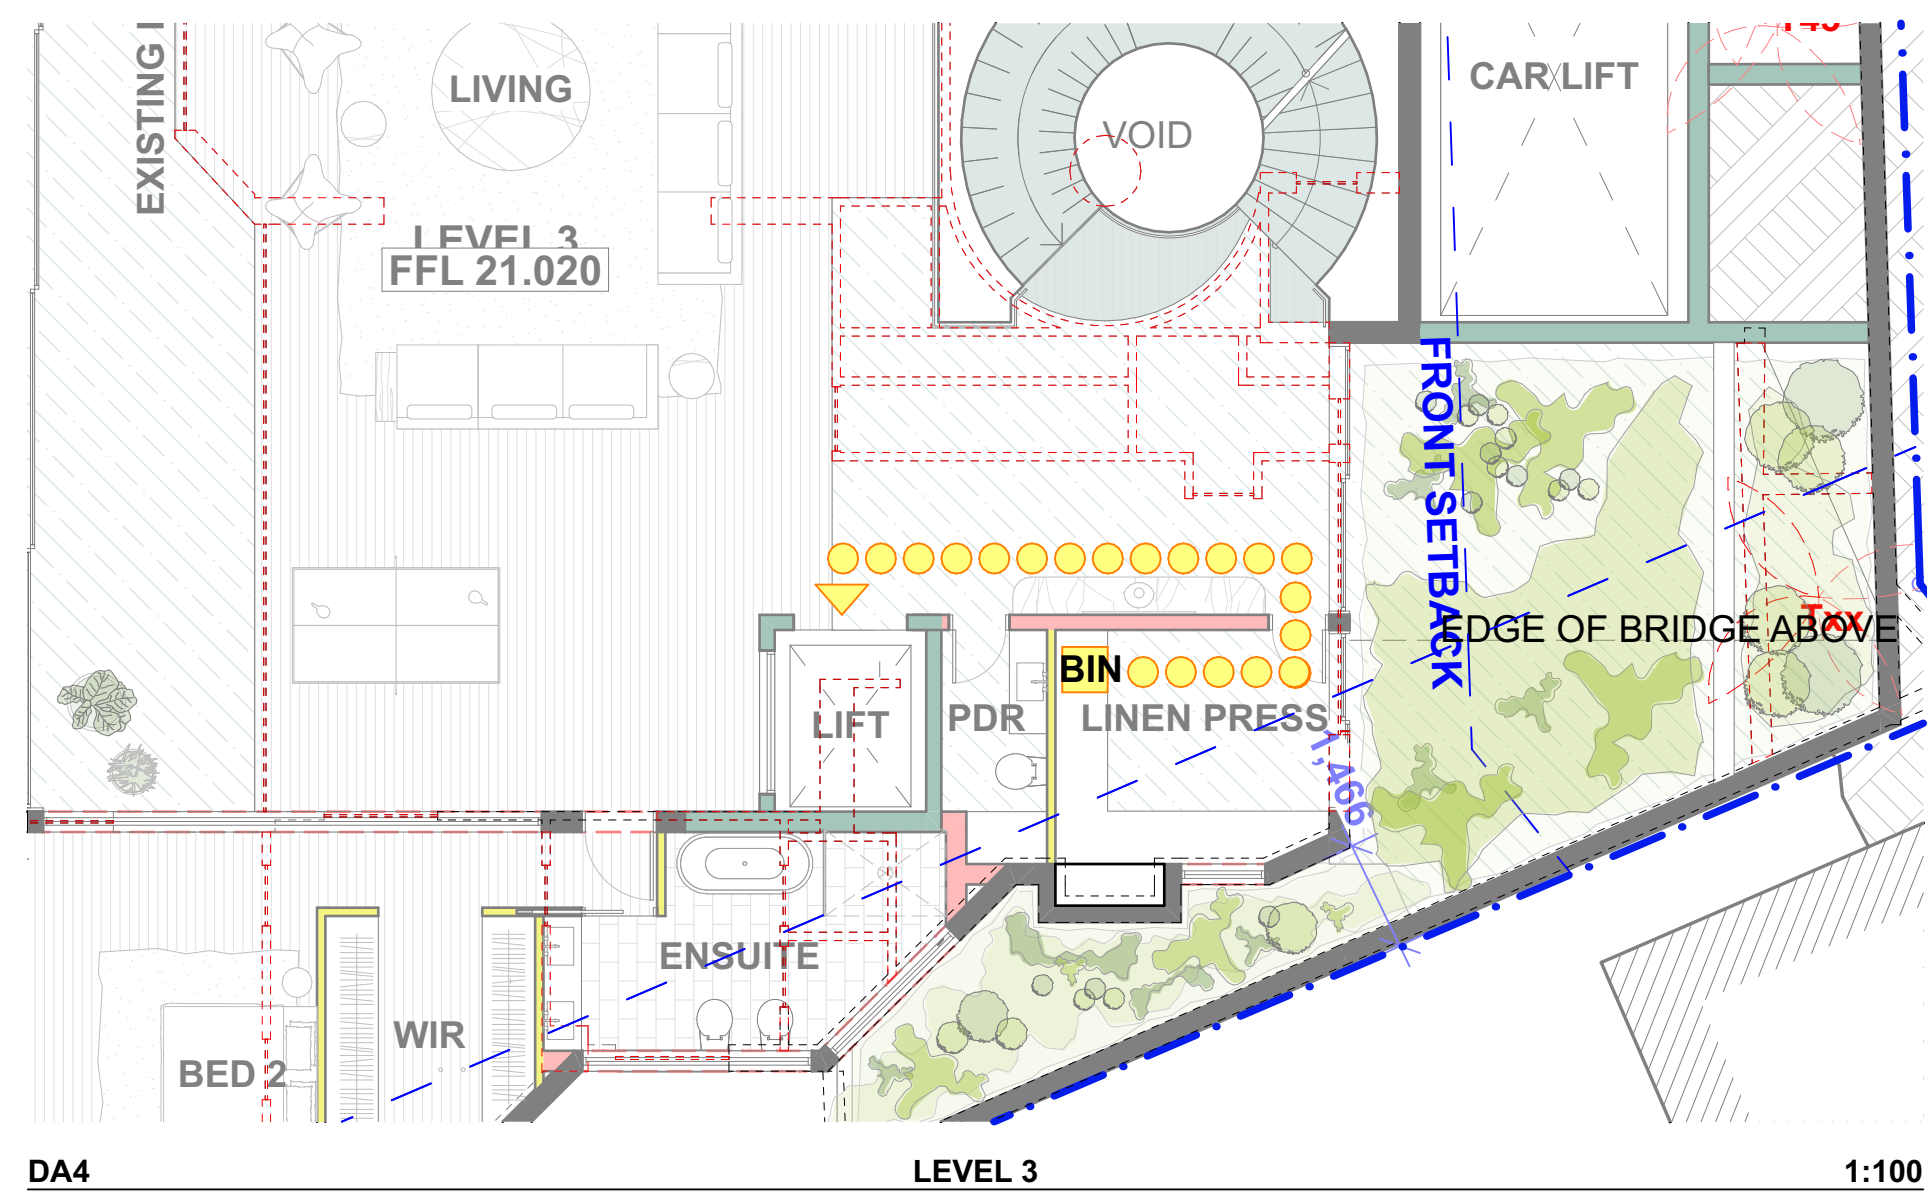 EXISTING
LIVING
VOID
CAR LIFT
LEVEL 3
FFL 21.020
FRONT SETBACK
EDGE OF BRIDGE ABOVE
Txx
BIN
LIFT
PDR
LINEN PRESS
1,466
ENSUITE
WIR
BED 2
DA4
LEVEL 3
1:100